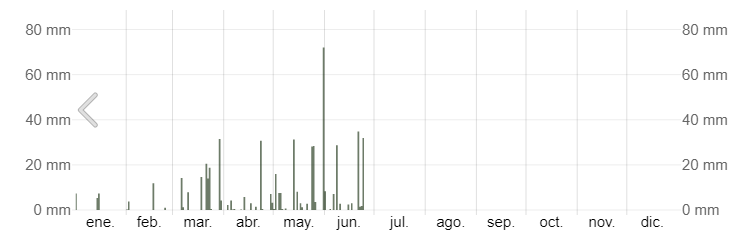 80 mm 80 mm
60 mm 60 mm
40 mm 40 mm
20 mm 20 mm
0 mm 0 mm
ene. feb. mar. abr. may. jun. jul. ago. sep. oct. nov. dic.